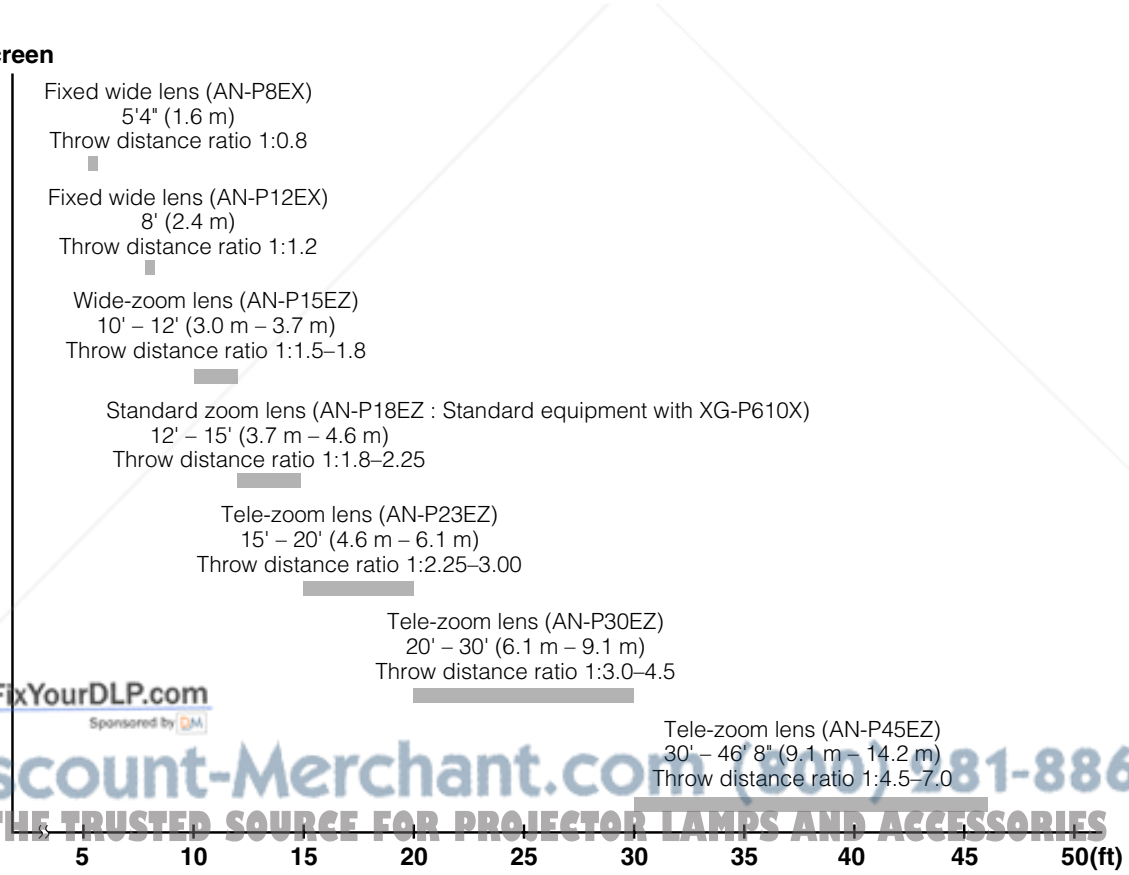 creen
Fixed wide lens (AN-P8EX)
5'4" (1.6 m)
Throw distance ratio 1:0.8
Fixed wide lens (AN-P12EX)
8' (2.4 m)
Throw distance ratio 1:1.2
Wide-zoom lens (AN-P15EZ)
10' – 12' (3.0 m – 3.7 m)
Throw distance ratio 1:1.5–1.8
Standard zoom lens (AN-P18EZ : Standard equipment with XG-P610X)
12' – 15' (3.7 m – 4.6 m)
Throw distance ratio 1:1.8–2.25
Tele-zoom lens (AN-P23EZ)
15' – 20' (4.6 m – 6.1 m)
Throw distance ratio 1:2.25–3.00
Tele-zoom lens (AN-P30EZ)
20' – 30' (6.1 m – 9.1 m)
Throw distance ratio 1:3.0–4.5
FixYourDLP.com
Sponsored by DM
Tele-zoom lens (AN-P45EZ)
30' – 46' 8" (9.1 m – 14.2 m)
Throw distance ratio 1:4.5–7.0
scount-Merchant.com (800) 981-886
THE TRUSTED SOURCE FOR PROJECTOR LAMPS AND ACCESSORIES
5 10 15 20 25 30 35 40 45 50(ft)